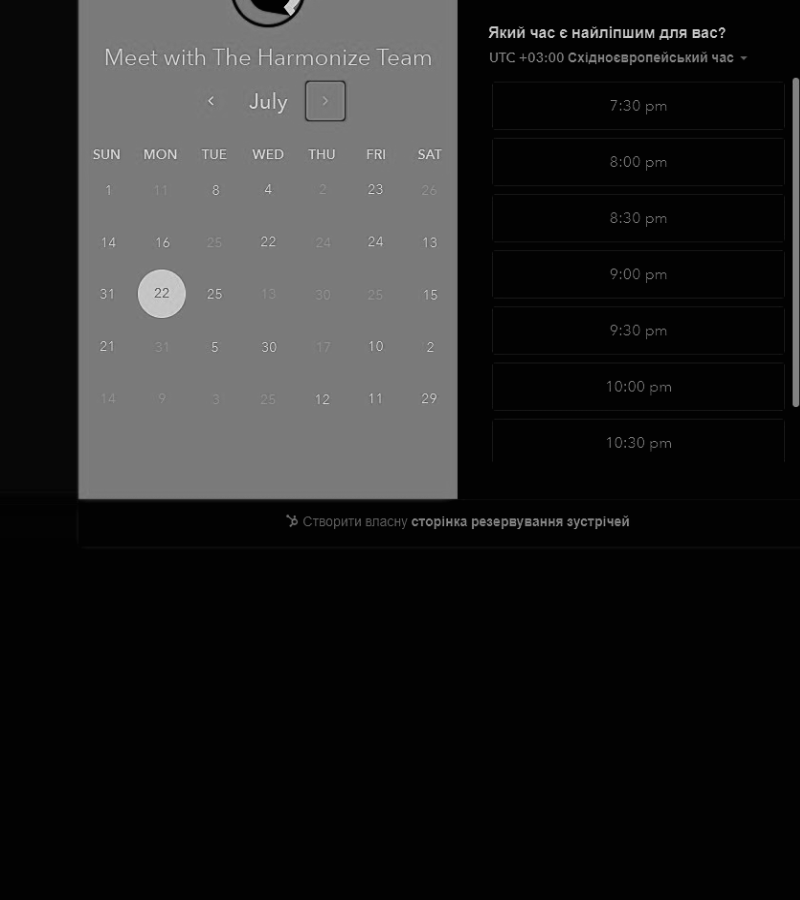 Meet with The Harmonize Team
July
SUN MON TUE WED THU FRI SAT
1 11 8 4 2 23 26
14 16 25 22 24 24 13
31 22 25 13 30 25 15
21 31 5 30 17 10 2
14 9 3 25 12 11 29
Який час є найліпшим для вас?
UTC +03:00 Східноєвропейський час
7:30 pm
8:00 pm
8:30 pm
9:00 pm
9:30 pm
10:00 pm
10:30 pm
Створити власну сторінка резервування зустрічей